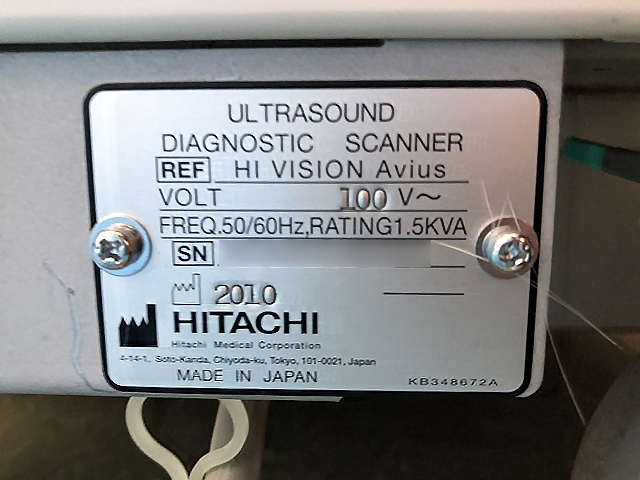 ULTRASOUND
DIAGNOSTIC SCANNER
REF HI VISION Avius
VOLT 100 V～
FREQ.50/60Hz,RATING1.5KVA
SN
2010
HITACHI
Hitachi Medical Corporation
4-14-1, Soto-Kanda, Chiyoda-ku, Tokyo, 101-0021, Japan
MADE IN JAPAN
KB348672A